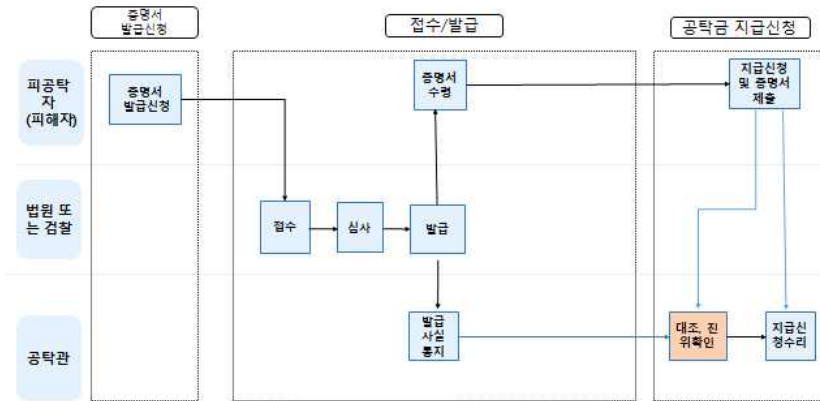 증명서
발급신청
접수/발급
공탁금 지급신청
피공탁
자
(피해자)
증명서
발급신청
증명서
수령
지급신청
및 증명서
제출
법원 또
는 검찰
접수
심사
발급
공탁관
발급
사실
통지
대조, 진
위확인
지급신
청수리